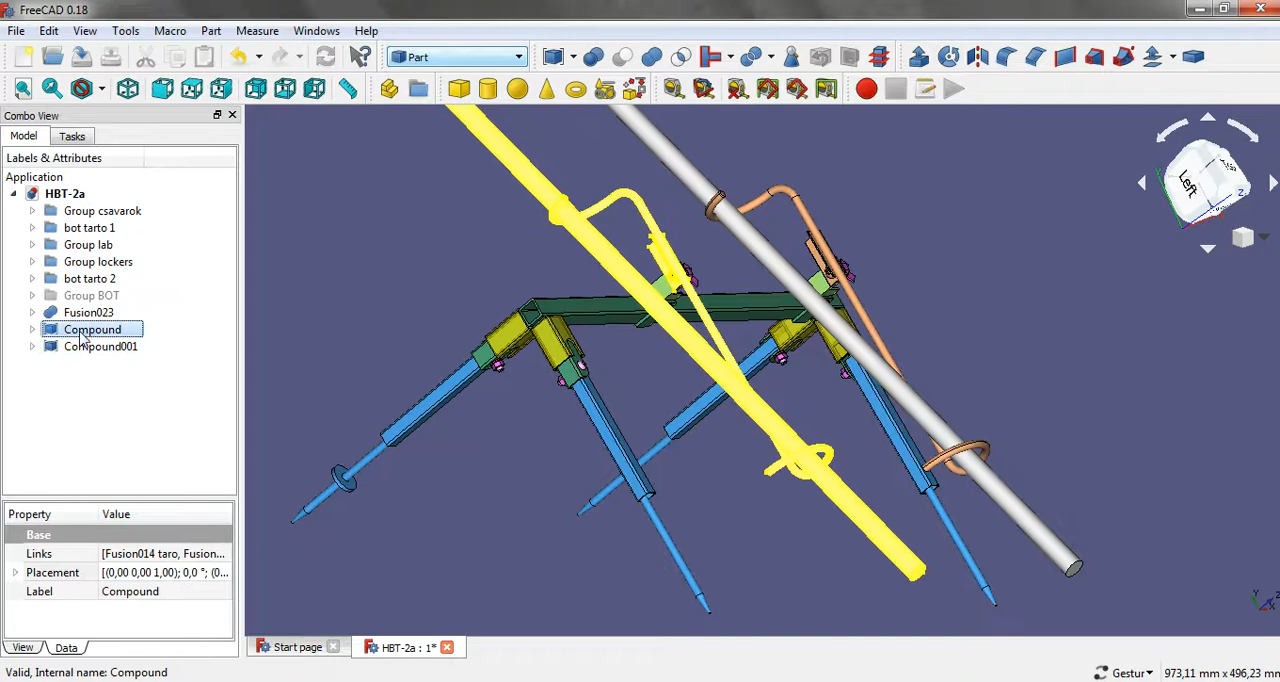 FreeCAD 0.18
File Edit View Tools Macro Part Measure Windows Help
Part
Combo View
Model Tasks
Labels & Attributes
Application
HBT-2a
Group csavarok
bot tarto 1
Group lab
Group lockers
bot tarto 2
Group BOT
Fusion023
Compound
Compound001
Property Value
Base
Links [Fusion014 taro, Fusion...
Placement [(0,00 0,00 1,00); 0,0 °; (0...
Label Compound
View Data
Left
Z
Start page HBT-2a : 1*
Valid, Internal name: Compound
Gestur 973,11 mm x 496,23 mm